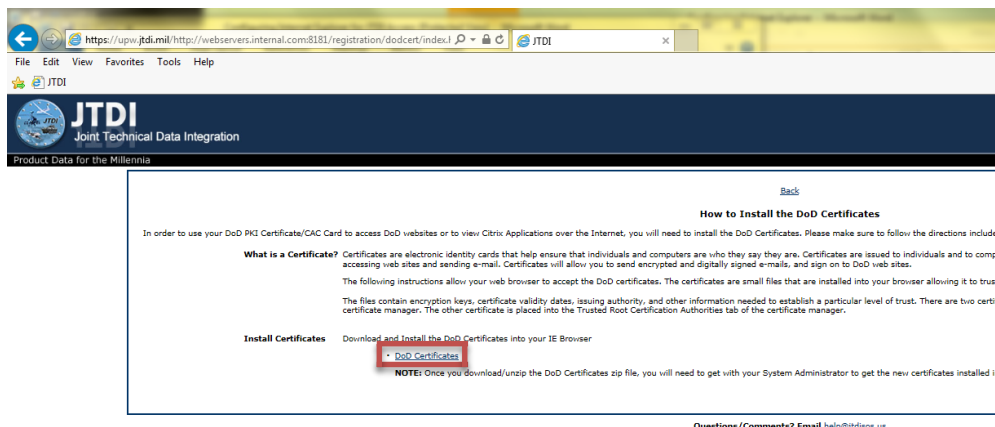 https://upw.jtdi.mil/http://webservers.internal.com:8181/registration/dodcert/index.l
JTDI
File Edit View Favorites Tools Help
JTDI
JTDI
JTDI
Joint Technical Data Integration
Product Data for the Millennia
Back
How to Install the DoD Certificates
In order to use your DoD PKI Certificate/CAC Card to access DoD websites or to view Citrix Applications over the Internet, you will need to install the DoD Certificates. Please make sure to follow the directions include
What is a Certificate? Certificates are electronic identity cards that help ensure that individuals and computers are who they say they are. Certificates are issued to individuals and to comp
accessing web sites and sending e-mail. Certificates will allow you to send encrypted and digitally signed e-mails, and sign on to DoD web sites.
The following instructions allow your web browser to accept the DoD certificates. The certificates are small files that are installed into your browser allowing it to trus
The files contain encryption keys, certificate validity dates, issuing authority, and other information needed to establish a particular level of trust. There are two certi
certificate manager. The other certificate is placed into the Trusted Root Certification Authorities tab of the certificate manager.
Install Certificates Download and Install the DoD Certificates into your IE Browser
• DoD Certificates
NOTE: Once you download/unzip the DoD Certificates zip file, you will need to get with your System Administrator to get the new certificates installed i
Questions/Comments? Email help@jtdisos.us